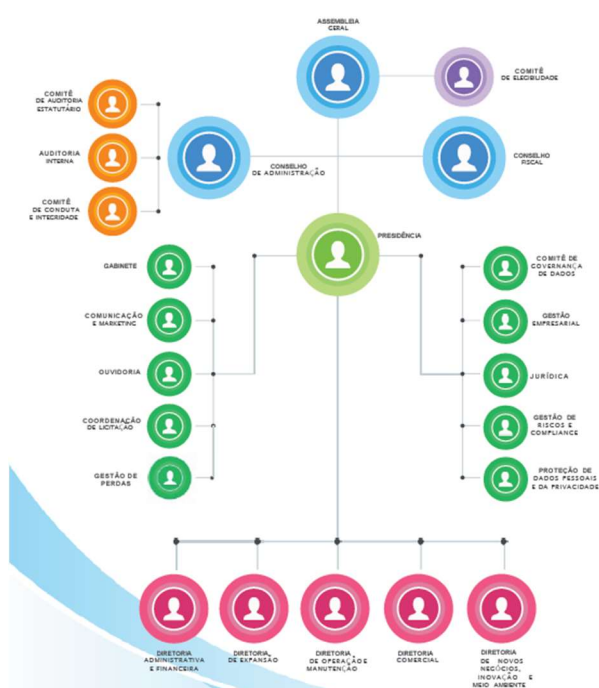 ASSEMBLEIA
GERAL
COMITÊ
DE ELEGIBILIDADE
COMITÊ
DE AUDITORIA
ESTATUTÁRIO
AUDITORIA
INTERNA
COMITÊ
DE CONDUTA
E INTEGRIDADE
CONSELHO
DE ADMINISTRAÇÃO
CONSELHO
FISCAL
PRESIDÊNCIA
GABINETE
COMUNICAÇÃO
E MARKETING
OUVIDORIA
COORDENAÇÃO
DE LICITAÇÃO
GESTÃO DE
PERDAS
COMITÊ DE
GOVERNANÇA
DE DADOS
GESTÃO
EMPRESARIAL
JURÍDICA
GESTÃO DE
RISCOS E
COMPLIANCE
PROTEÇÃO DE
DADOS PESSOAIS
E DA PRIVACIDADE
DIRETORIA
ADMINISTRATIVA
E FINANCEIRA
DIRETORIA
DE EXPANSÃO
DIRETORIA
DE OPERAÇÃO E
MANUTENÇÃO
DIRETORIA
COMERCIAL
DIRETORIA
DE NOVOS
NEGÓCIOS,
INOVAÇÃO E
MEIO AMBIENTE